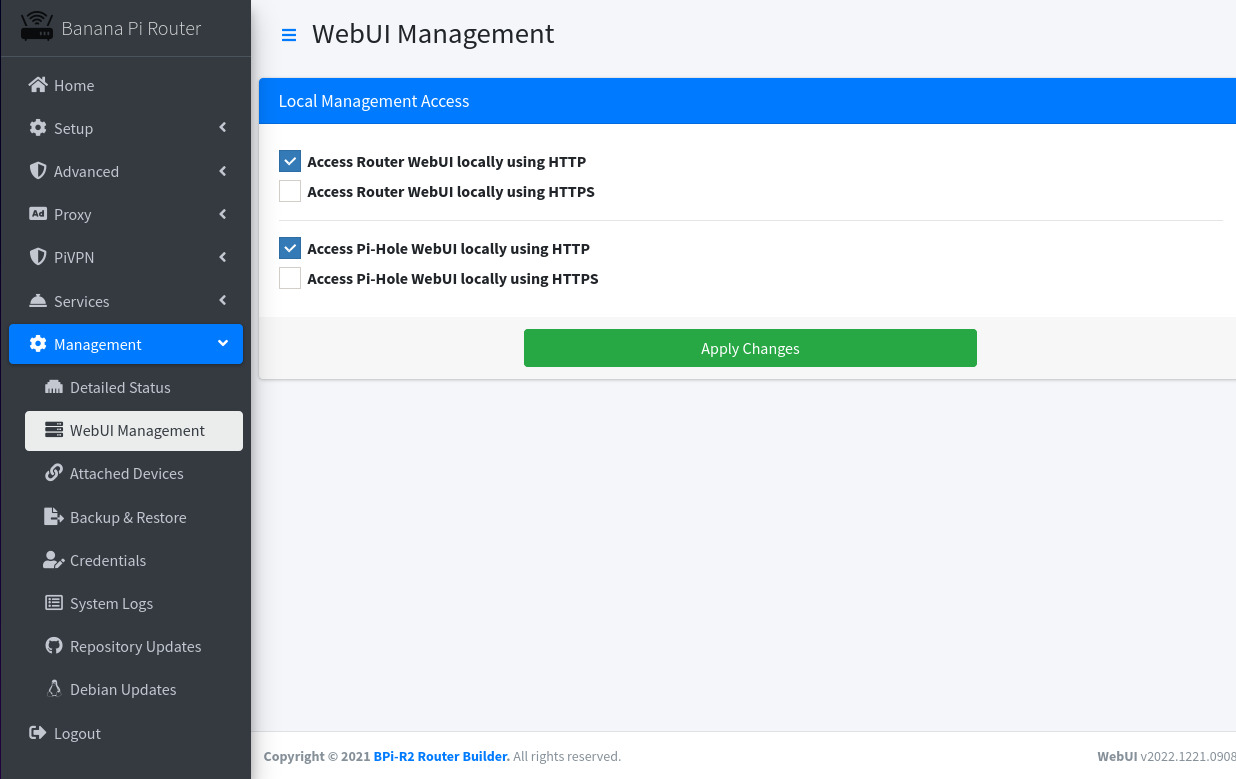 Banana Pi Router
Home
Setup
Advanced
Ad Proxy
PiVPN
Services
Management
Detailed Status
WebUI Management
Attached Devices
Backup & Restore
Credentials
System Logs
Repository Updates
Debian Updates
Logout
WebUI Management
Local Management Access
Access Router WebUI locally using HTTP
Access Router WebUI locally using HTTPS
Access Pi-Hole WebUI locally using HTTP
Access Pi-Hole WebUI locally using HTTPS
Apply Changes
Copyright © 2021 BPi-R2 Router Builder. All rights reserved.
WebUI v2022.1221.0908